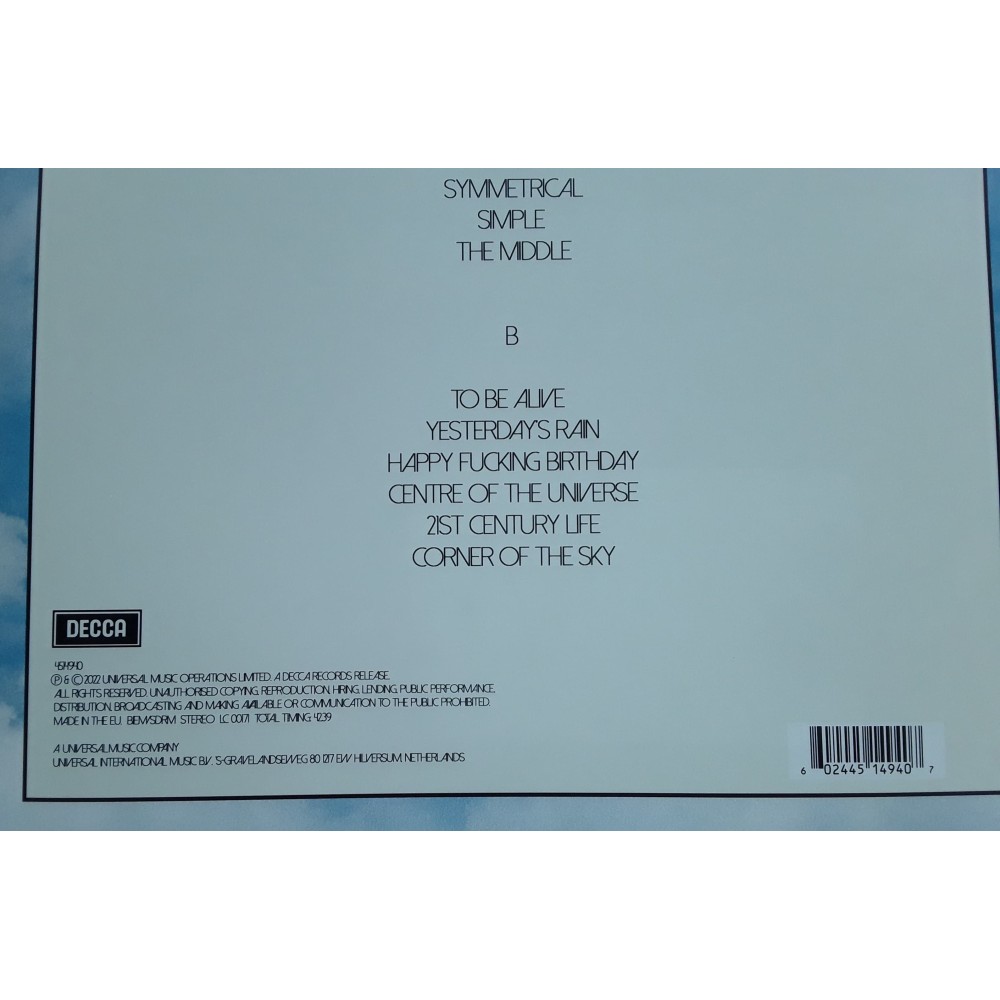 SYMMETRICAL
SIMPLE
THE MIDDLE
B
TO BE ALIVE
YESTERDAY'S RAIN
HAPPY FUCKING BIRTHDAY
CENTRE OF THE UNIVERSE
21ST CENTURY LIFE
CORNER OF THE SKY
DECCA
4514940
Ⓟ & © 2022 UNIVERSAL MUSIC OPERATIONS LIMITED. A DECCA RECORDS RELEASE.
ALL RIGHTS RESERVED. UNAUTHORISED COPYING, REPRODUCTION, HIRING, LENDING, PUBLIC PERFORMANCE,
DISTRIBUTION, BROADCASTING AND MAKING AVAILABLE OR COMMUNICATION TO THE PUBLIC PROHIBITED.
MADE IN THE E.U. BIEM/SDRM STEREO LC 00171 TOTAL TIMING: 42:39
A UNIVERSAL MUSIC COMPANY
UNIVERSAL INTERNATIONAL MUSIC B.V. 'S-GRAVELANDSEWEG 80 1217 EW HILVERSUM, NETHERLANDS
6 02445 14940 7